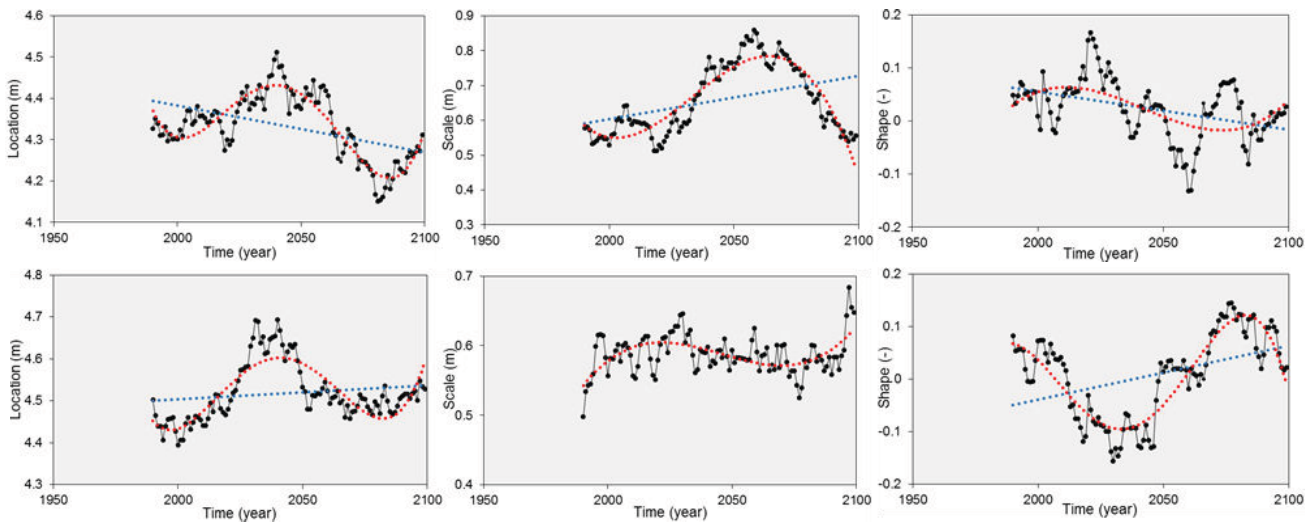 Location (m)
4.6
4.5
4.4
4.3
4.2
4.1
1950 2000 2050 2100
Time (year)
Scale (m)
0.9
0.8
0.7
0.6
0.5
0.4
0.3
1950 2000 2050 2100
Time (year)
Shape (-)
0.2
0.1
0
-0.1
-0.2
1950 2000 2050 2100
Time (year)
Location (m)
4.8
4.7
4.6
4.5
4.4
4.3
1950 2000 2050 2100
Time (year)
Scale (m)
0.7
0.6
0.5
0.4
1950 2000 2050 2100
Time (year)
Shape (-)
0.2
0.1
0
-0.1
-0.2
1950 2000 2050 2100
Time (year)